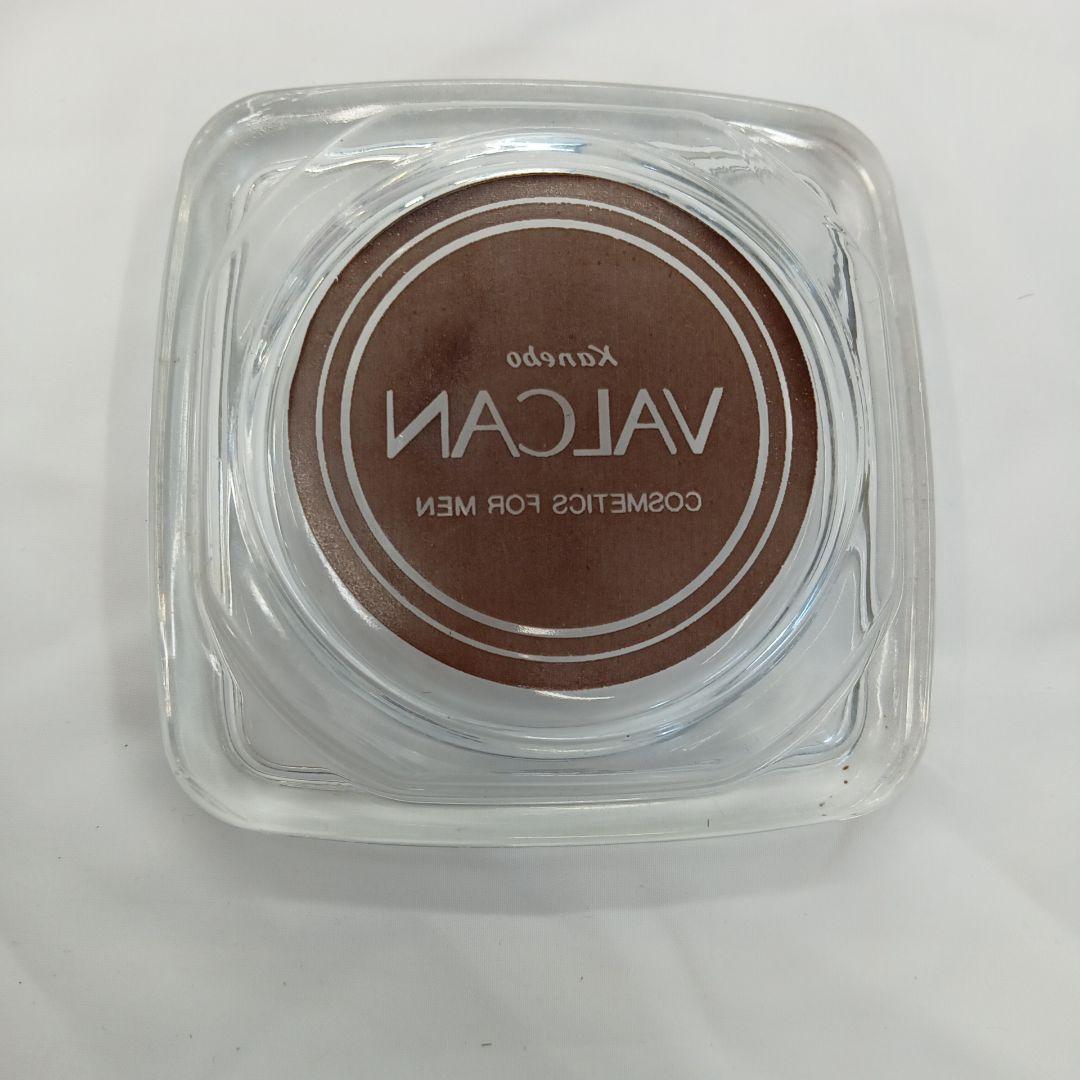 Kanebo
VALCAN
COSMETICS FOR MEN